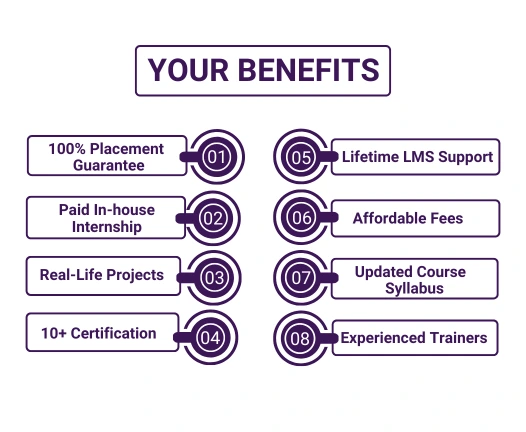 YOUR BENEFITS
100% Placement
Guarantee
01
Paid In-house
Internship
02
Real-Life Projects
03
10+ Certification
04
05
Lifetime LMS Support
06
Affordable Fees
07
Updated Course
Syllabus
08
Experienced Trainers